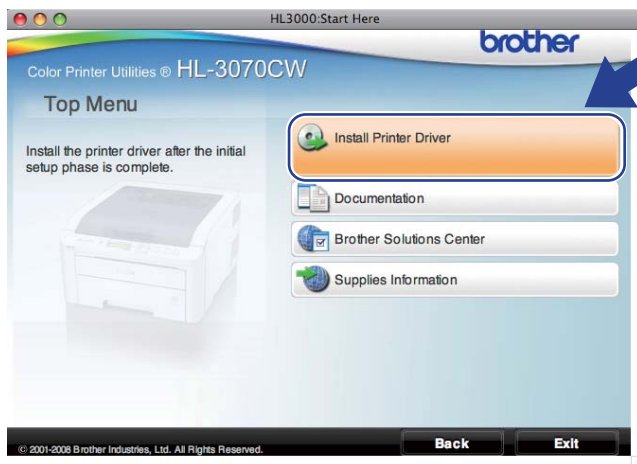 HL3000:Start Here
brother
Color Printer Utilities ® HL-3070CW
Top Menu
Install the printer driver after the initial
setup phase is complete.
Install Printer Driver
Documentation
Brother Solutions Center
Supplies Information
© 2001-2008 Brother Industries, Ltd. All Rights Reserved.
Back
Exit